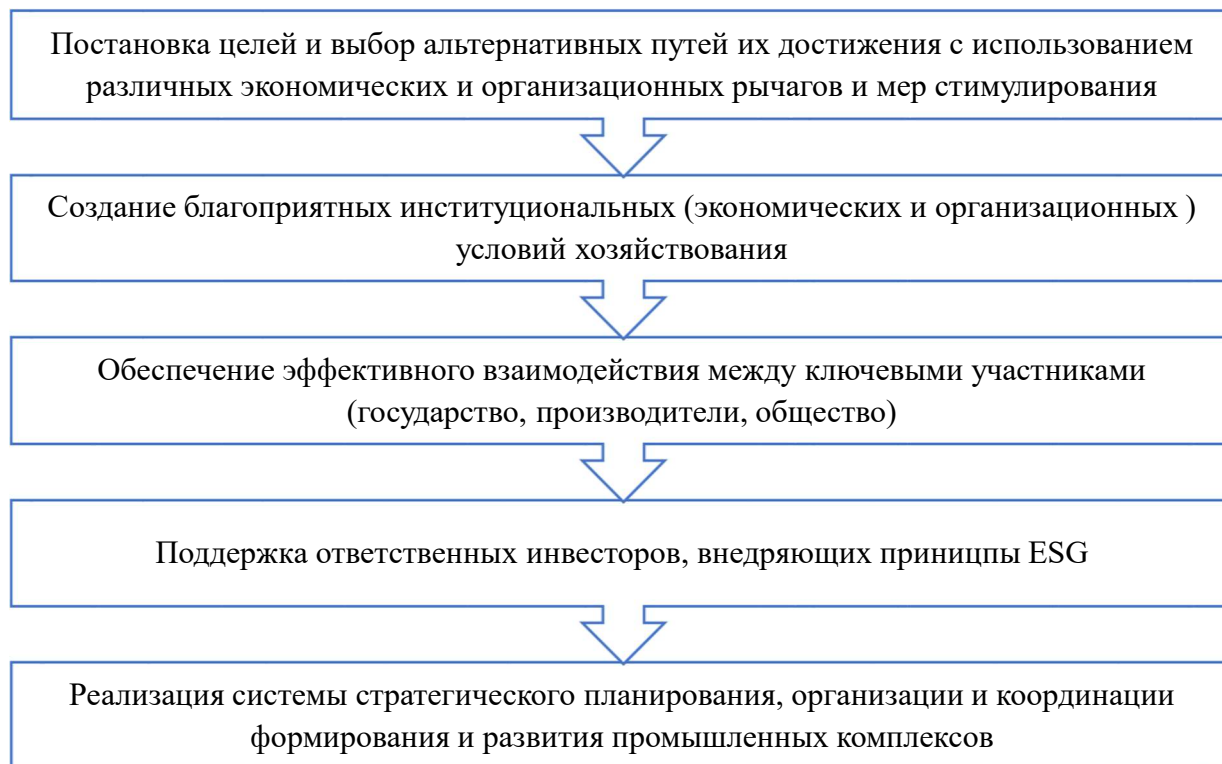 Постановка целей и выбор альтернативных путей их достижения с использованием
различных экономических и организационных рычагов и мер стимулирования
Создание благоприятных институциональных (экономических и организационных )
условий хозяйствования
Обеспечение эффективного взаимодействия между ключевыми участниками
(государство, производители, общество)
Поддержка ответственных инвесторов, внедряющих приницпы ESG
Реализация системы стратегического планирования, организации и координации
формирования и развития промышленных комплексов